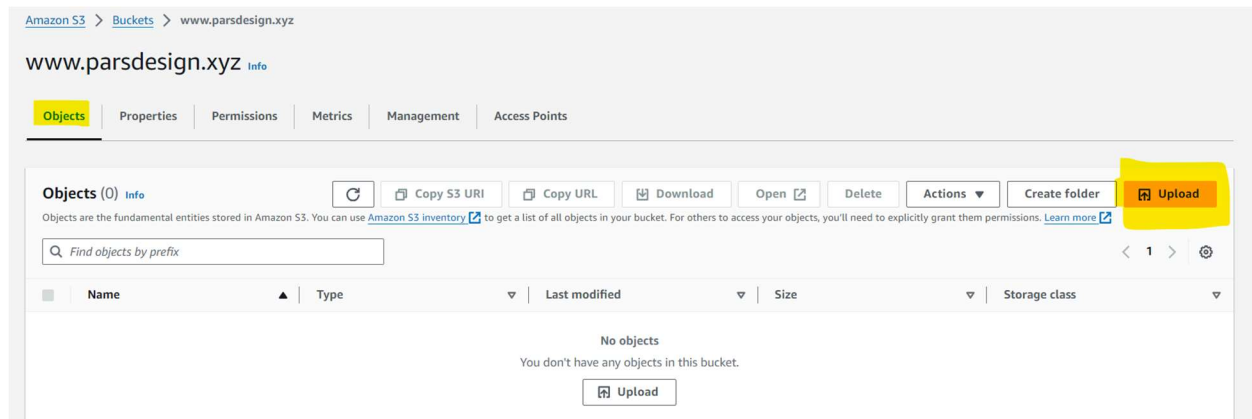 Amazon S3 > Buckets > www.parsdesign.xyz
www.parsdesign.xyz Info
Objects Properties Permissions Metrics Management Access Points
Objects (0) Info Copy S3 URI Copy URL Download Open Delete Actions Create folder Upload
Objects are the fundamental entities stored in Amazon S3. You can use Amazon S3 inventory to get a list of all objects in your bucket. For others to access your objects, you'll need to explicitly grant them permissions. Learn more
Find objects by prefix < 1 >
Name Type Last modified Size Storage class
No objects
You don't have any objects in this bucket.
Upload